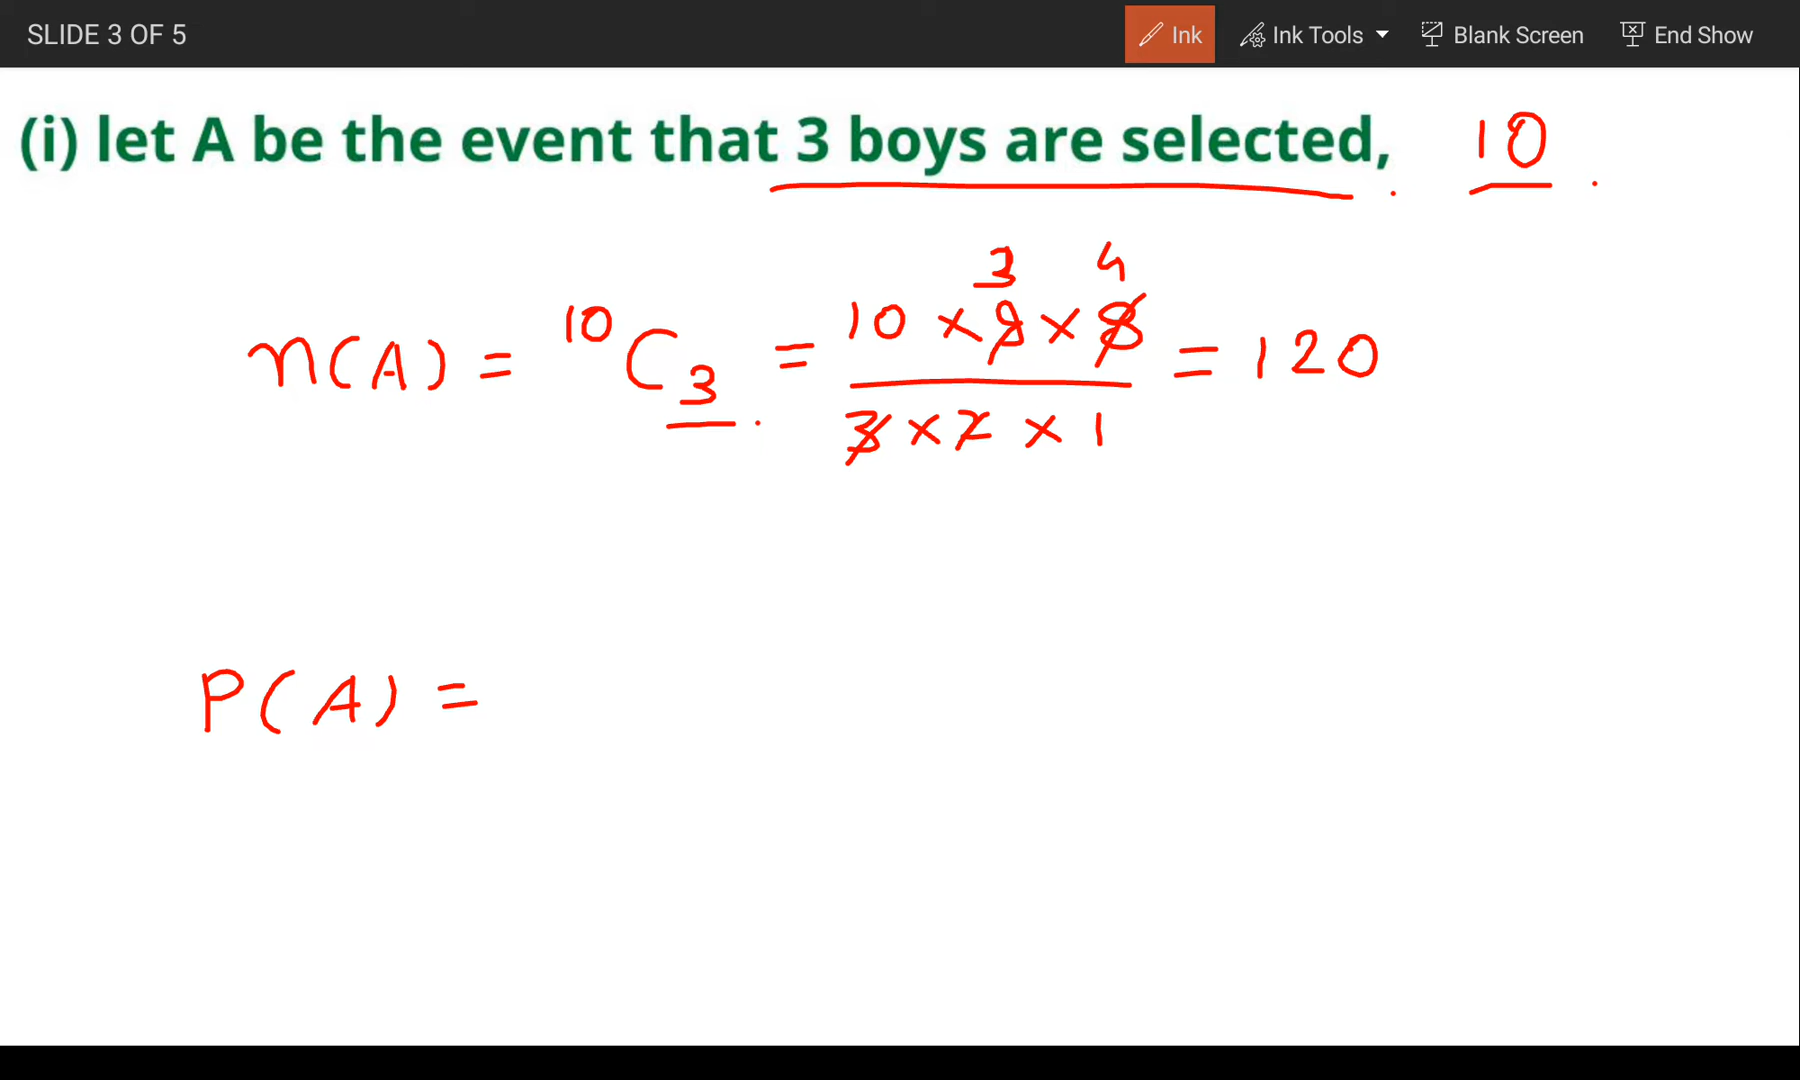 SLIDE 3 OF 5 Ink Ink Tools Blank Screen End Show
(i) let A be the event that 3 boys are selected, 10
3 4
n(A) = ¹⁰C₃ = 10 × 9 × 8 / 3 × 2 × 1 = 120
P(A) =